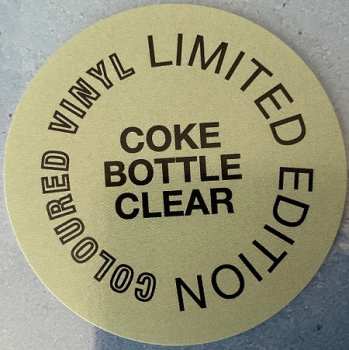 LIMITED EDITION
COLOURED VINYL
COKE
BOTTLE
CLEAR